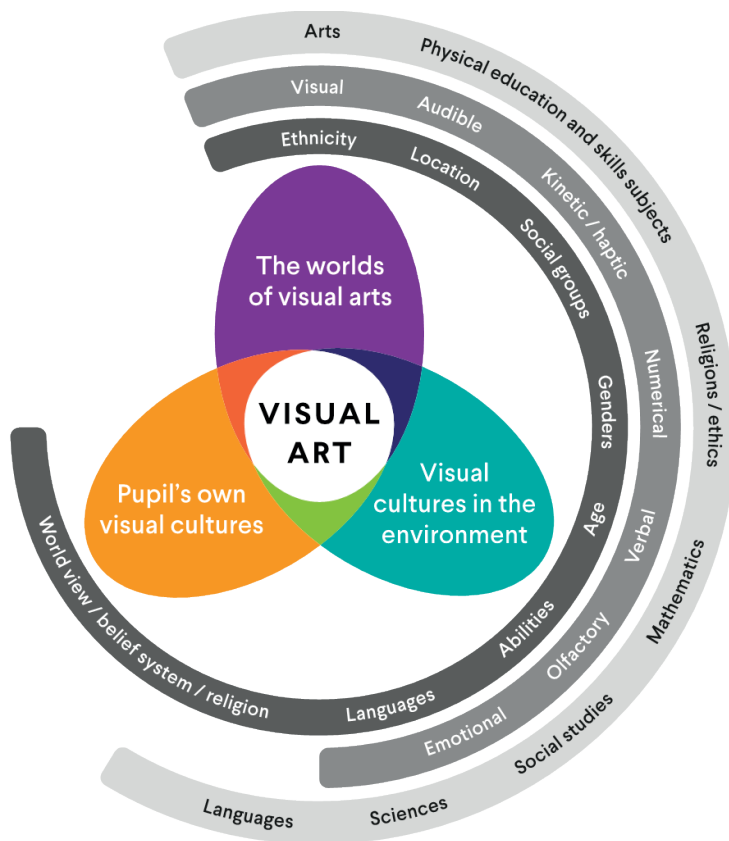 Arts
Physical education and skills subjects
Religions / ethics
Mathematics
Social studies
Sciences
Languages
Visual
Audible
Kinetic / haptic
Numerical
Verbal
Olfactory
Emotional
Ethnicity
Location
Social groups
Genders
Age
Abilities
Languages
World view / belief system / religion
The worlds
of visual arts
VISUAL
ART
Pupil's own
visual cultures
Visual
cultures in the
environment